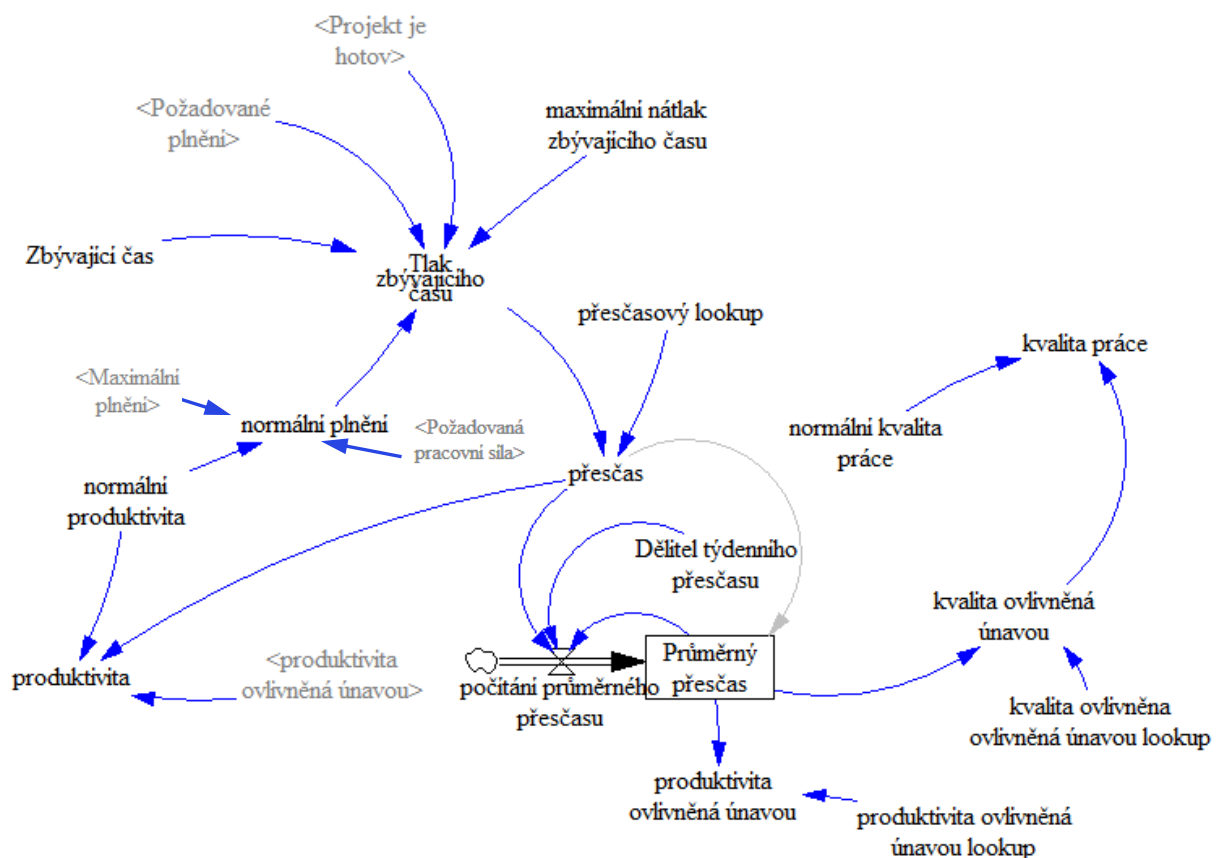 <Projekt je
hotov>
<Požadované
plnění>
maximální nátlak
zbývajícího času
Zbývající čas
Tlak
zbývajícího
času
přesčasový lookup
kvalita práce
<Maximální
plnění>
normální plnění
<Požadovaná
pracovní síla>
normální kvalita
práce
přesčas
normální
produktivita
Dělitel týdenního
přesčasu
kvalita ovlivněná
únavou
produktivita
<produktivita
ovlivněná únavou>
počítání průměrného
přesčasu
Průměrný
přesčas
kvalita ovlivněna
ovlivněná únavou lookup
produktivita
ovlivněná únavou
produktivita ovlivněná
únavou lookup